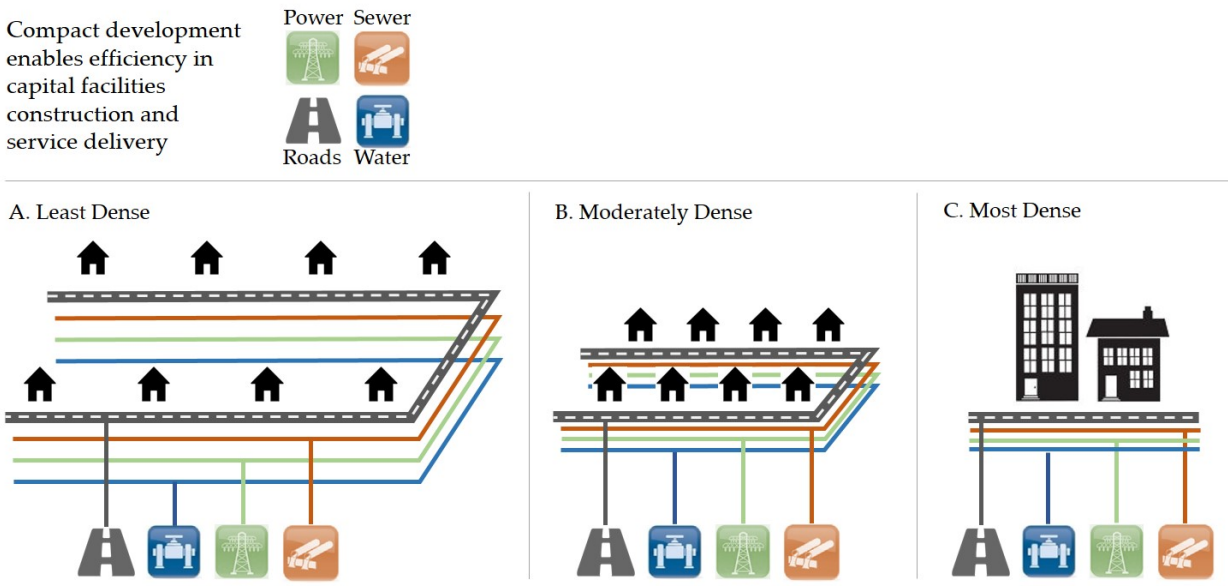 Compact development
enables efficiency in
capital facilities
construction and
service delivery
Power Sewer
Roads Water
A. Least Dense
B. Moderately Dense
C. Most Dense